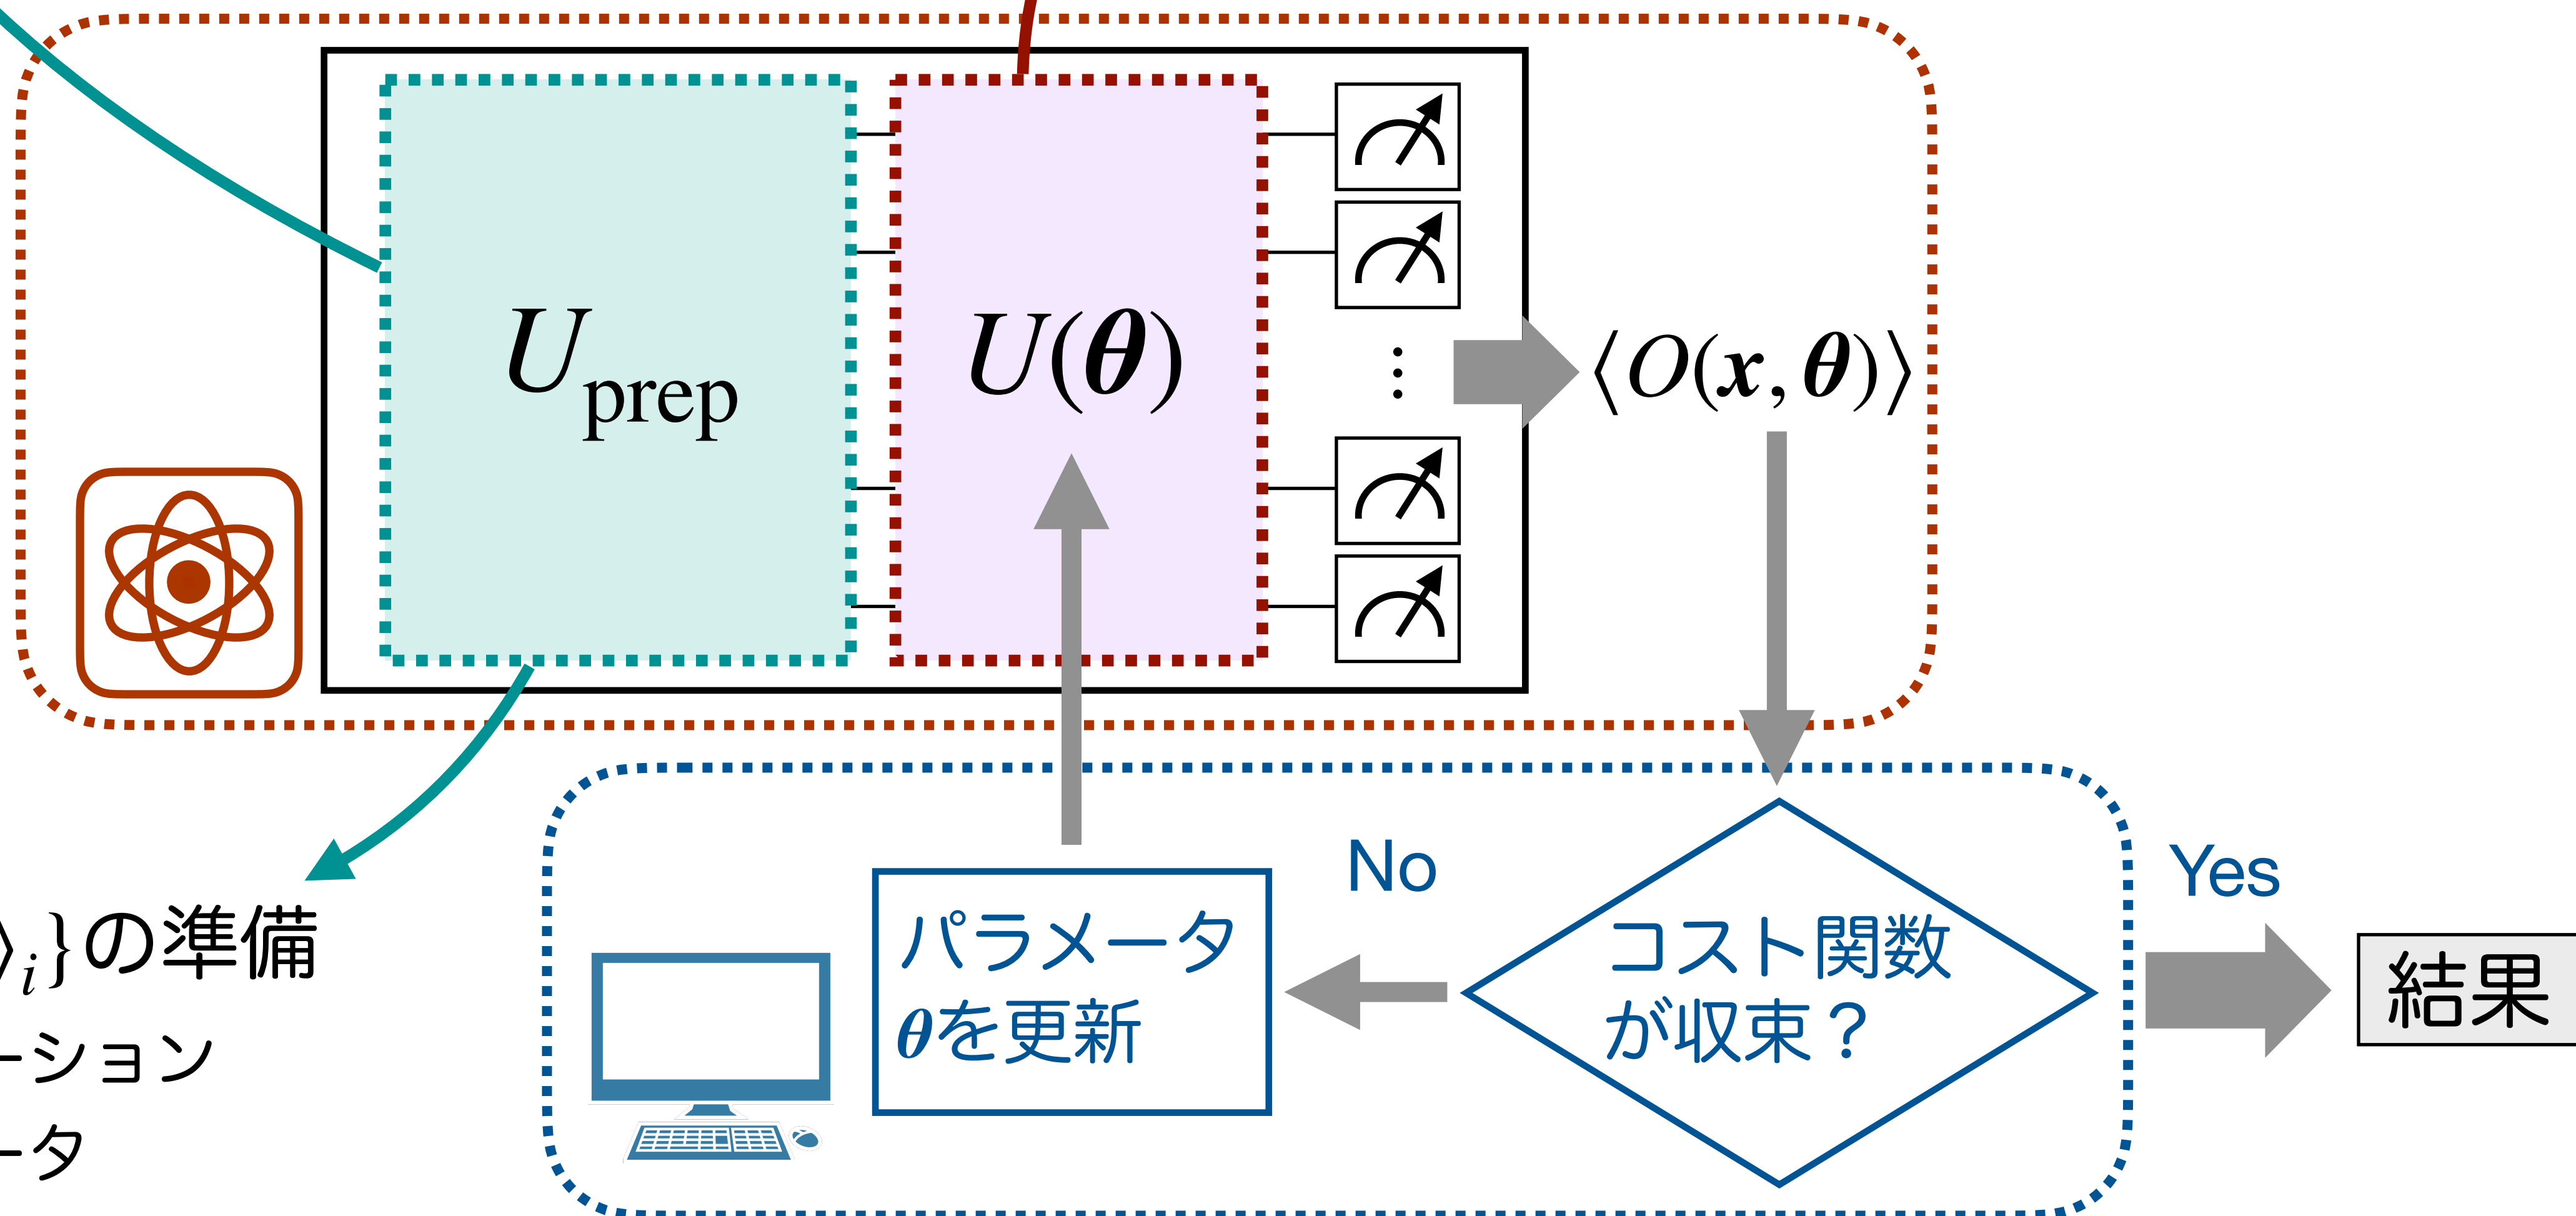 U_prep
U(θ)
⋮
⟨O(x, θ)⟩
No
Yes
パラメータ
θを更新
コスト関数
が収束？
結果
⟩_i}の準備
ーション
ータ